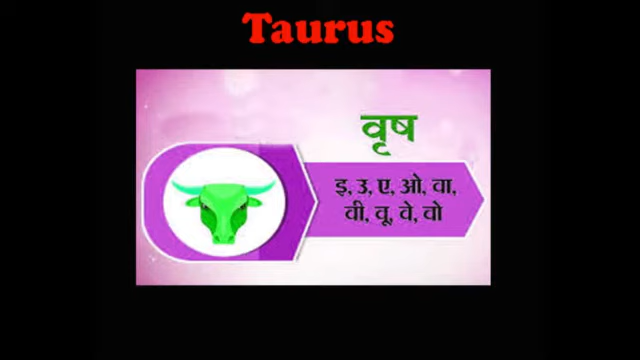 Taurus
वृष
इ, उ, ए, ओ, वा,
वी, वू, वे, वो